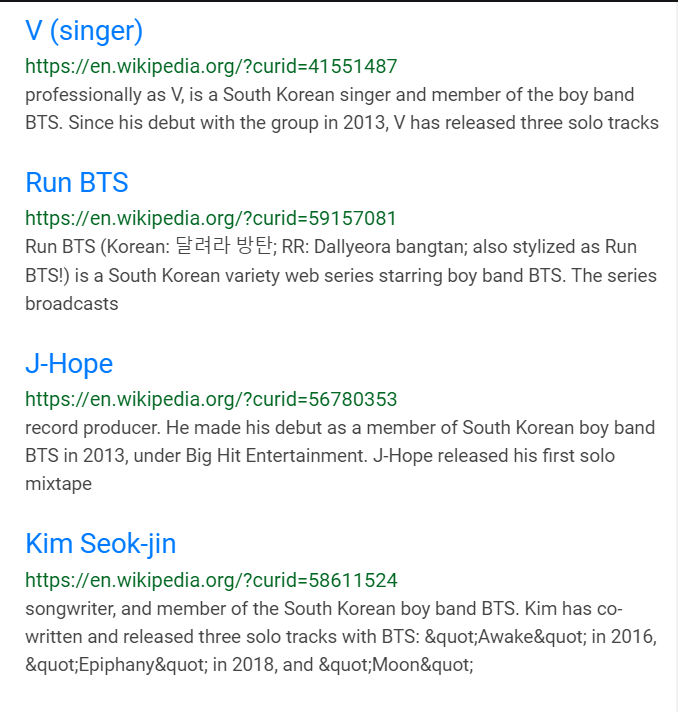 V (singer)
https://en.wikipedia.org/?curid=41551487
professionally as V, is a South Korean singer and member of the boy band
BTS. Since his debut with the group in 2013, V has released three solo tracks
Run BTS
https://en.wikipedia.org/?curid=59157081
Run BTS (Korean: 달려라 방탄; RR: Dallyeora bangtan; also stylized as Run
BTS!) is a South Korean variety web series starring boy band BTS. The series
broadcasts
J-Hope
https://en.wikipedia.org/?curid=56780353
record producer. He made his debut as a member of South Korean boy band
BTS in 2013, under Big Hit Entertainment. J-Hope released his first solo
mixtape
Kim Seok-jin
https://en.wikipedia.org/?curid=58611524
songwriter, and member of the South Korean boy band BTS. Kim has co-
written and released three solo tracks with BTS: &quot;Awake&quot; in 2016,
&quot;Epiphany&quot; in 2018, and &quot;Moon&quot;